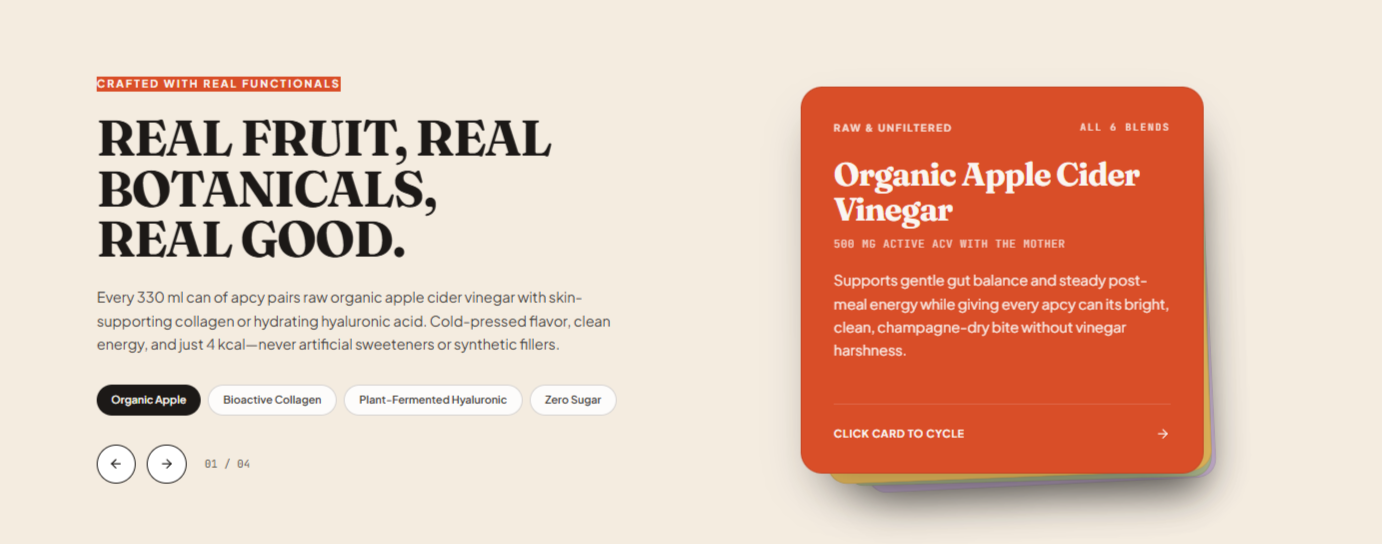 CRAFTED WITH REAL FUNCTIONALS
REAL FRUIT, REAL
BOTANICALS,
REAL GOOD.
Every 330 ml can of apcy pairs raw organic apple cider vinegar with skin-
supporting collagen or hydrating hyaluronic acid. Cold-pressed flavor, clean
energy, and just 4 kcal—never artificial sweeteners or synthetic fillers.
Organic Apple
Bioactive Collagen
Plant-Fermented Hyaluronic
Zero Sugar
01 / 04
RAW & UNFILTERED
ALL 6 BLENDS
Organic Apple Cider
Vinegar
500 MG ACTIVE ACV WITH THE MOTHER
Supports gentle gut balance and steady post-
meal energy while giving every apcy can its bright,
clean, champagne-dry bite without vinegar
harshness.
CLICK CARD TO CYCLE